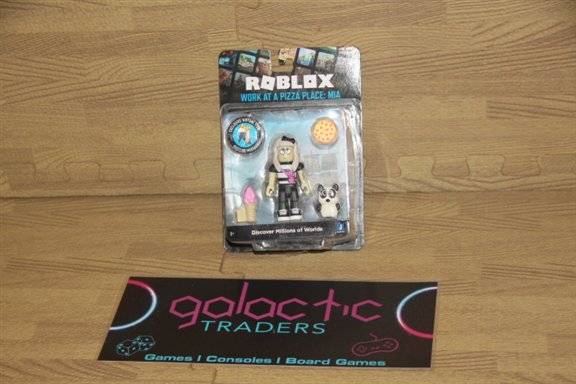 ROBLOX
WORK AT A PIZZA PLACE: MIA
Discover Millions of Worlds
galactic
TRADERS
Games | Consoles | Board Games